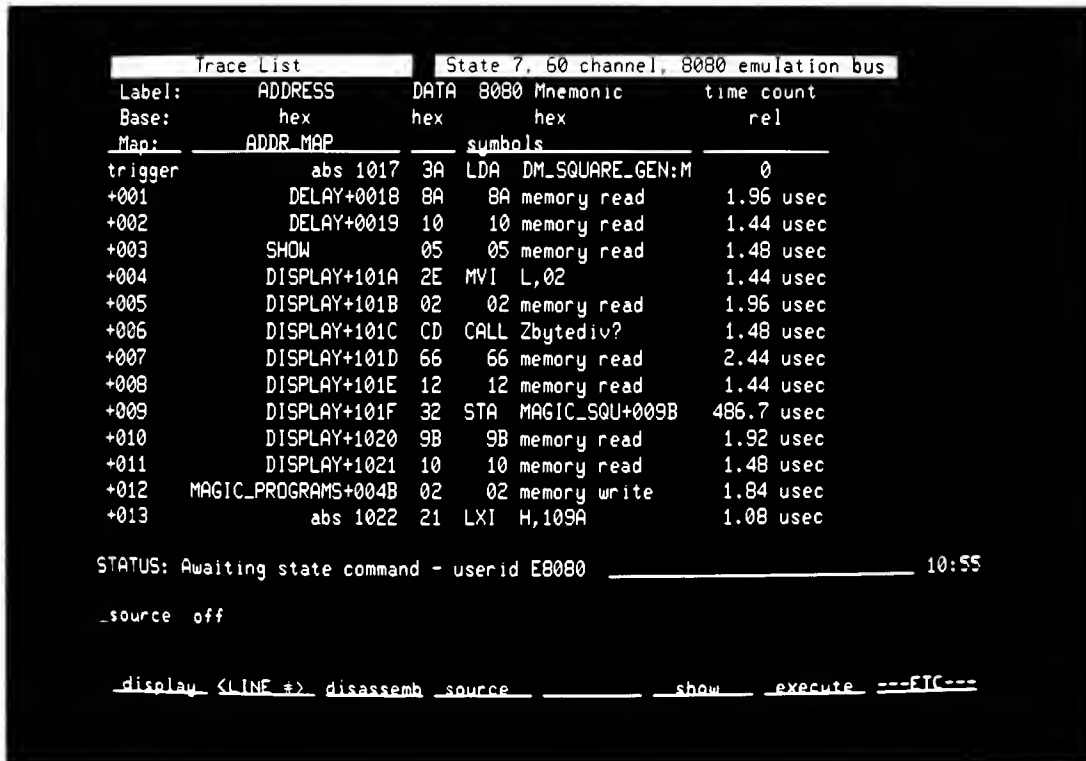 Trace List State 7, 60 channel, 8080 emulation bus
Label: ADDRESS DATA 8080 Mnemonic time count
Base: hex hex hex rel
Map: ADDR_MAP symbols
trigger abs 1017 3A LDA DM_SQUARE_GEN:M 0
+001 DELAY+0018 8A 8A memory read 1.96 usec
+002 DELAY+0019 10 10 memory read 1.44 usec
+003 SHOW 05 05 memory read 1.48 usec
+004 DISPLAY+101A 2E MVI L,02 1.44 usec
+005 DISPLAY+101B 02 02 memory read 1.96 usec
+006 DISPLAY+101C CD CALL Zbytediv? 1.48 usec
+007 DISPLAY+101D 66 66 memory read 2.44 usec
+008 DISPLAY+101E 12 12 memory read 1.44 usec
+009 DISPLAY+101F 32 STA MAGIC_SQU+009B 486.7 usec
+010 DISPLAY+1020 9B 9B memory read 1.92 usec
+011 DISPLAY+1021 10 10 memory read 1.48 usec
+012 MAGIC_PROGRAMS+004B 02 02 memory write 1.84 usec
+013 abs 1022 21 LXI H,109A 1.08 usec
STATUS: Awaiting state command - userid E8080 10:55
_source off
display <LINE #> disassemb source show execute ---ETC---